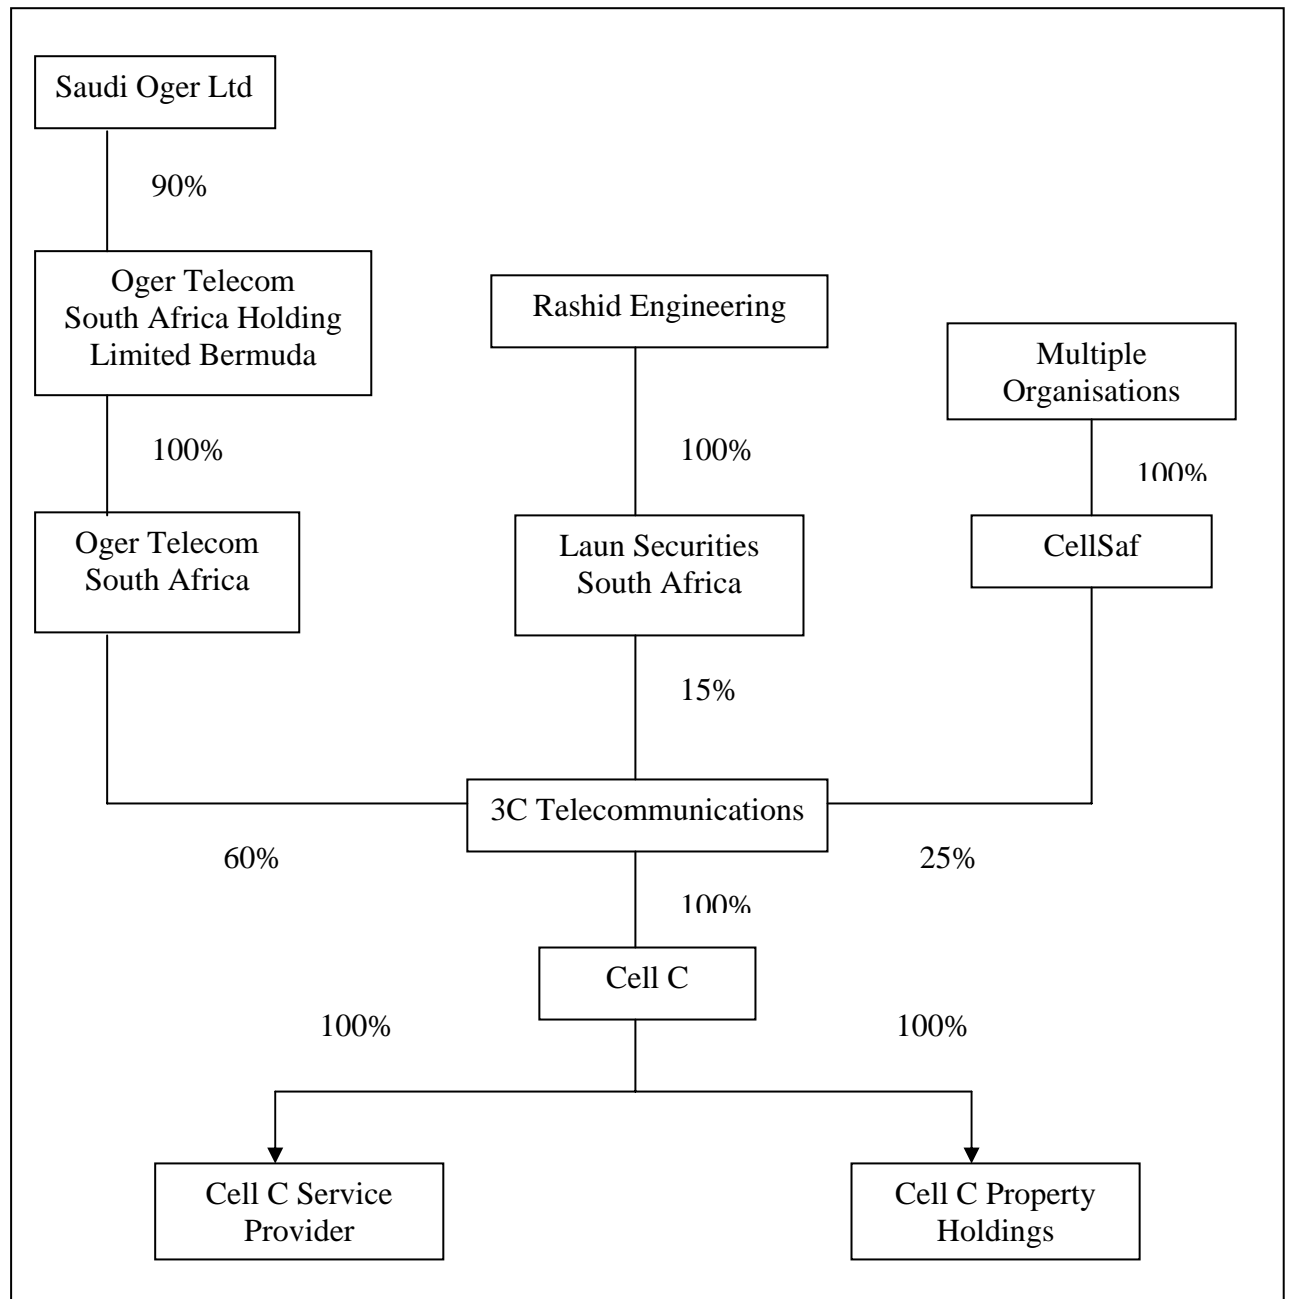 Saudi Oger Ltd
90%
Oger Telecom
South Africa Holding
Limited Bermuda
Rashid Engineering
Multiple
Organisations
100%
100%
100%
Oger Telecom
South Africa
Laun Securities
South Africa
CellSaf
15%
3C Telecommunications
60%
25%
100%
Cell C
100%
100%
Cell C Service
Provider
Cell C Property
Holdings